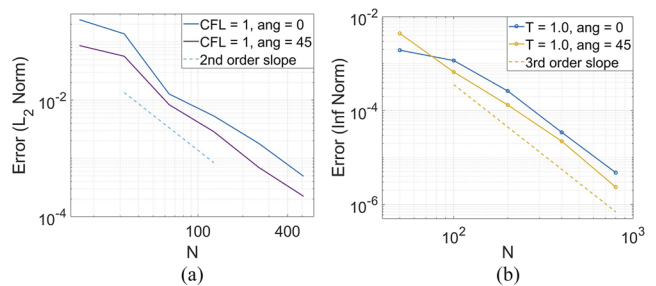 CFL = 1, ang = 0
CFL = 1, ang = 45
2nd order slope
10^-2
10^-4
Error (L_2 Norm)
100
400
N
(a)
T = 1.0, ang = 0
T = 1.0, ang = 45
3rd order slope
10^-2
10^-4
10^-6
Error (Inf Norm)
10^2
10^3
N
(b)